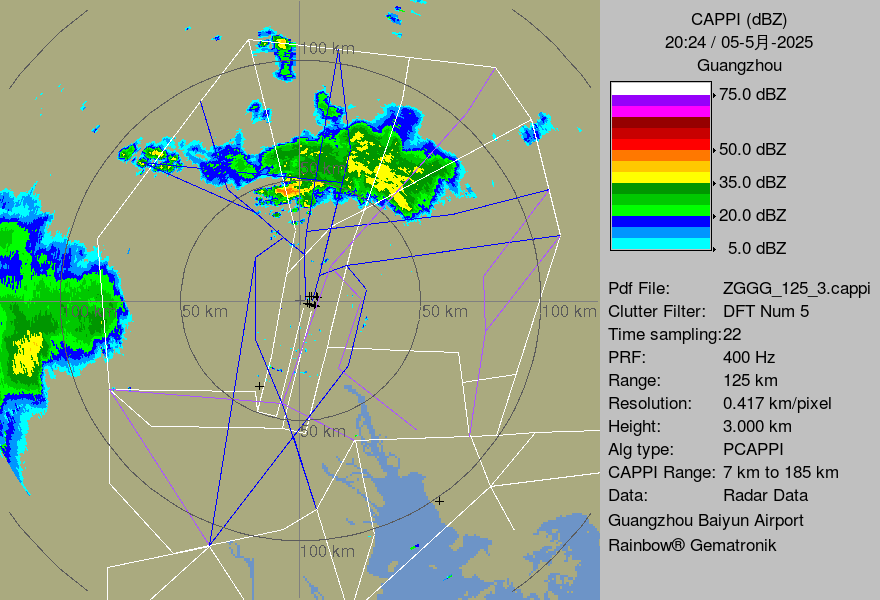 CAPPI (dBZ)
20:24 / 05-5月-2025
Guangzhou
75.0 dBZ
50.0 dBZ
35.0 dBZ
20.0 dBZ
5.0 dBZ
Pdf File: ZGGG_125_3.cappi
Clutter Filter: DFT Num 5
Time sampling:22
PRF: 400 Hz
Range: 125 km
Resolution: 0.417 km/pixel
Height: 3.000 km
Alg type: PCAPPI
CAPPI Range: 7 km to 185 km
Data: Radar Data
Guangzhou Baiyun Airport
Rainbow® Gematronik
100 km
100 km
50 km
50 km
100 km
50 km
100 km